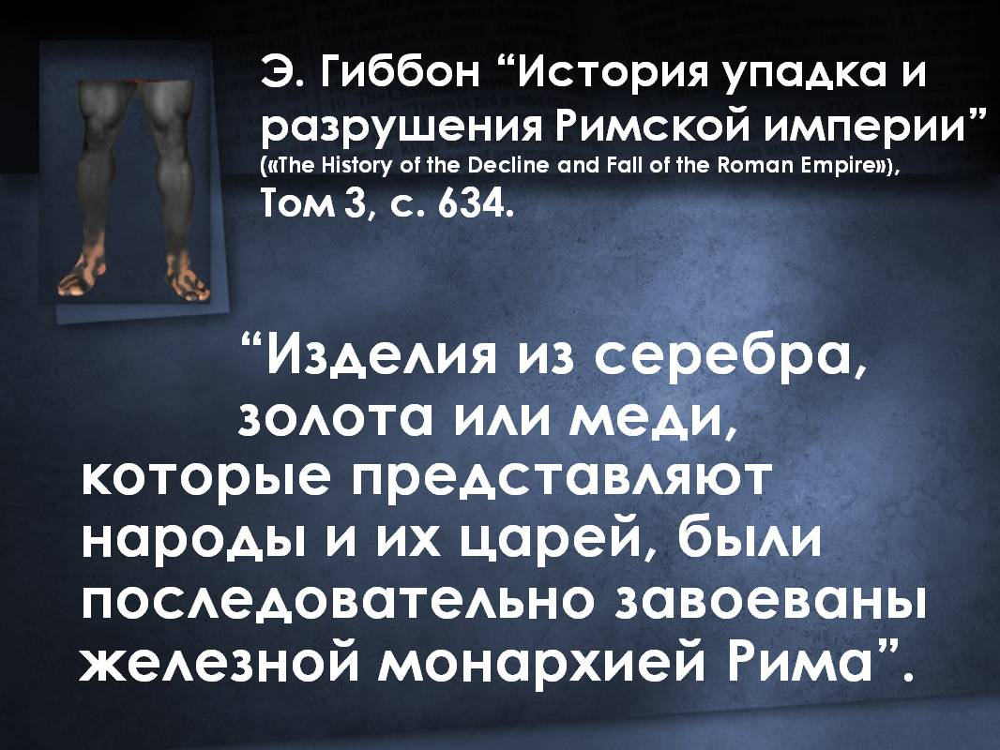 Э. Гиббон “История упадка и
разрушения Римской империи”
(«The History of the Decline and Fall of the Roman Empire»),
Том 3, с. 634.
“Изделия из серебра,
золота или меди,
которые представляют
народы и их царей, были
последовательно завоеваны
железной монархией Рима”.